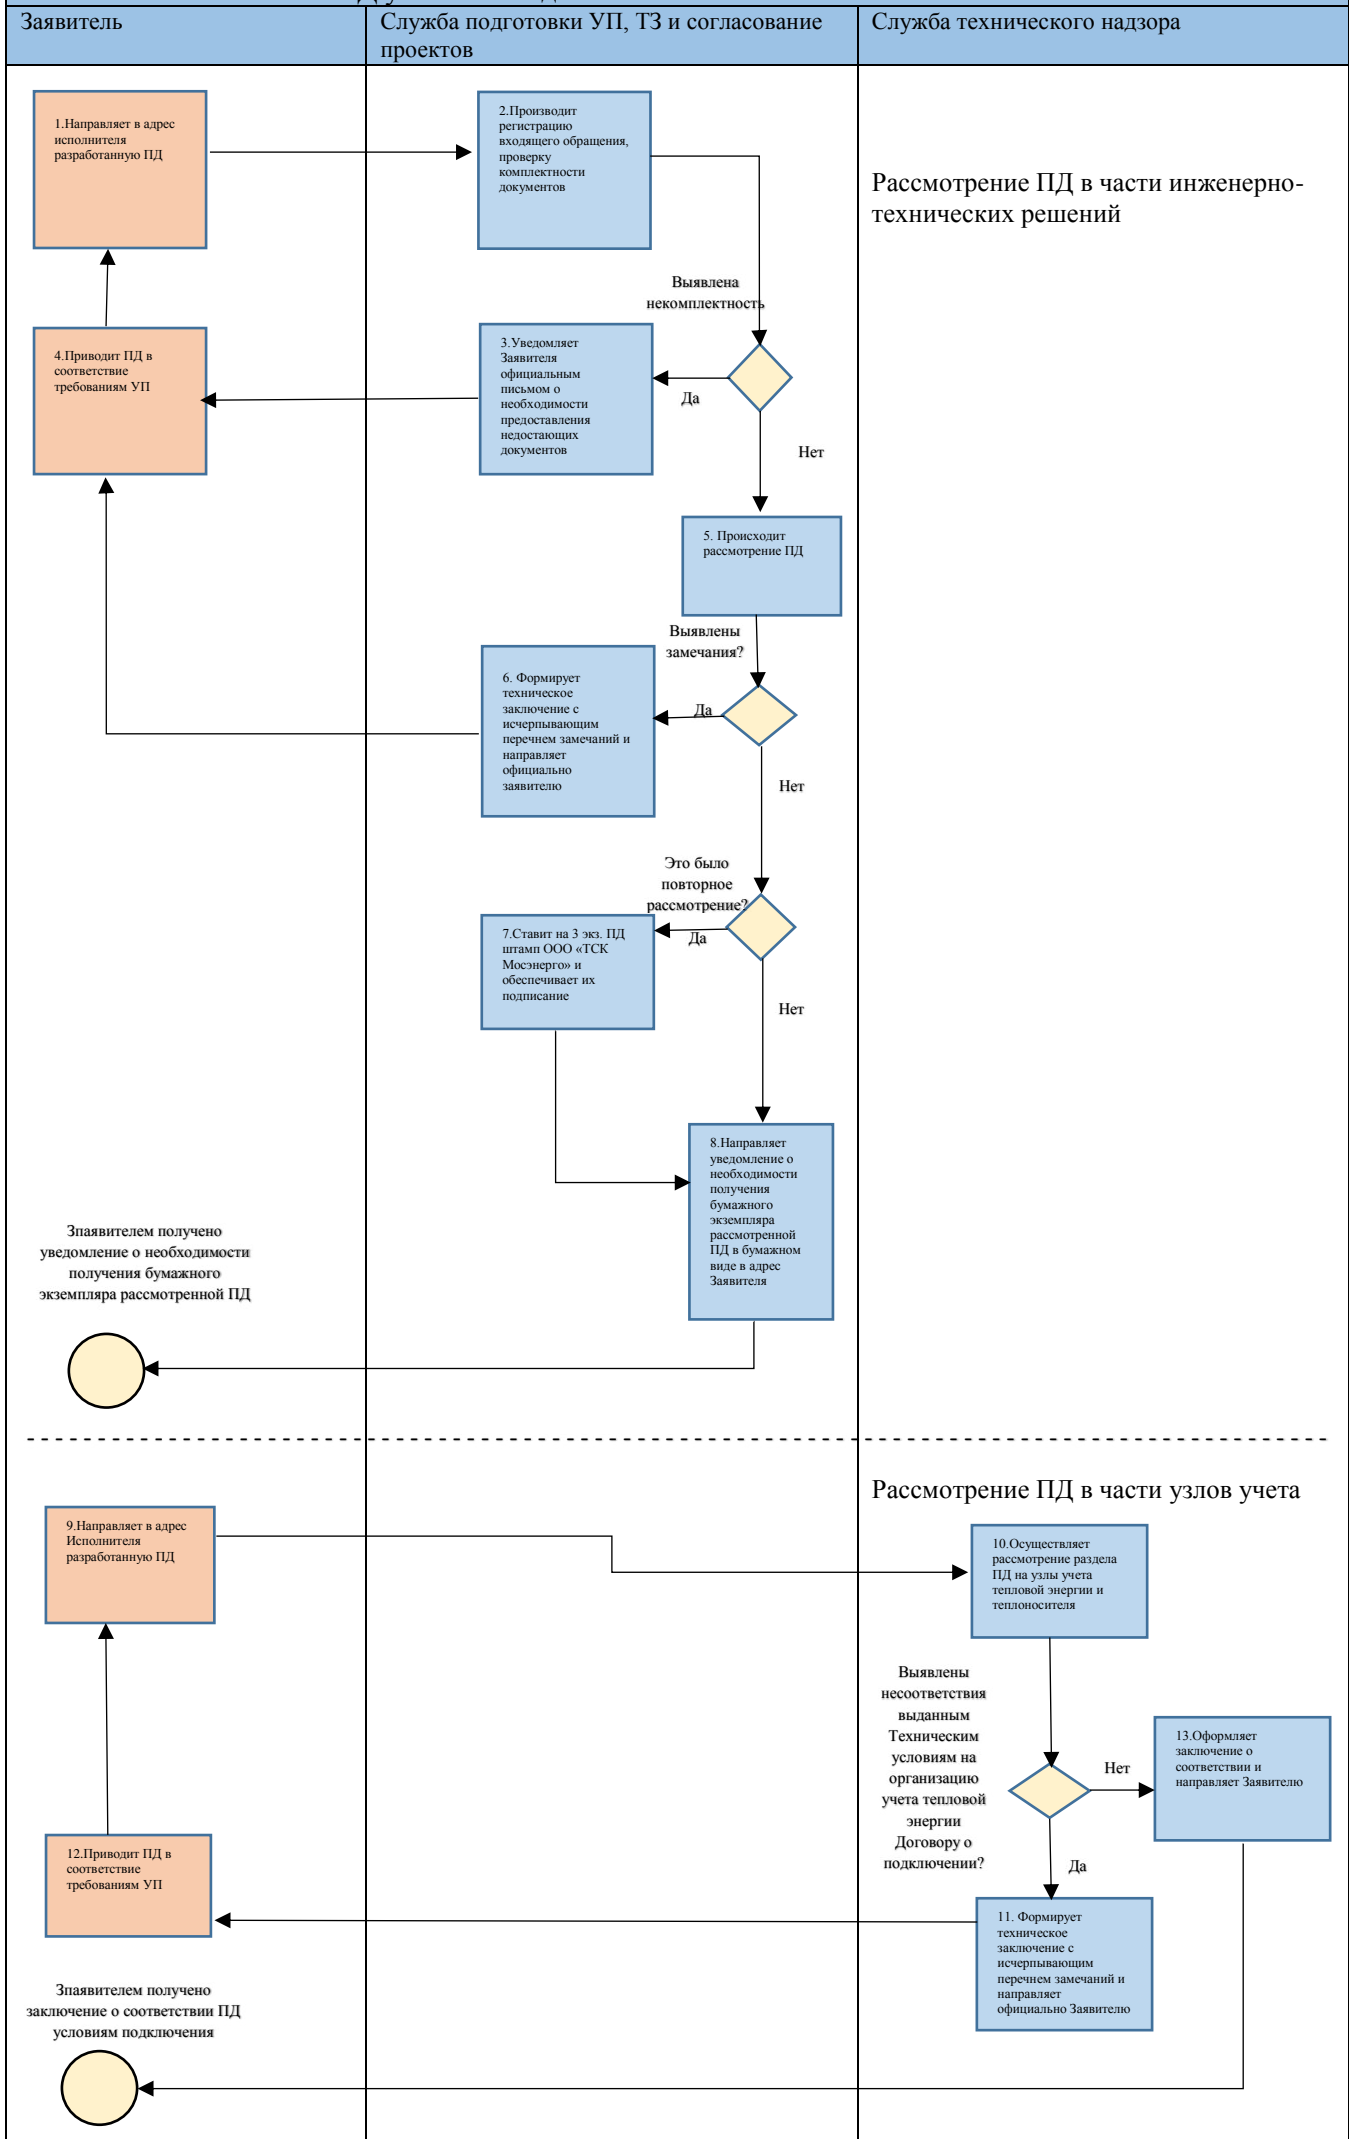 Заявитель
Служба подготовки УП, ТЗ и согласование
проектов
Служба технического надзора
1.Направляет в адрес
исполнителя
разработанную ПД
2.Производит
регистрацию
входящего обращения,
проверку
комплектности
документов
Рассмотрение ПД в части инженерно-
технических решений
Выявлена
некомплектность
4.Приводит ПД в
соответствие
требованиям УП
3.Уведомляет
Заявителя
официальным
письмом о
необходимости
предоставления
недостающих
документов
Да
Нет
5. Происходит
рассмотрение ПД
Выявлены
замечания?
6. Формирует
техническое
заключение с
исчерпывающим
перечнем замечаний и
направляет
официально
заявителю
Да
Нет
Это было
повторное
рассмотрение?
7.Ставит на 3 экз. ПД
штамп ООО «ТСК
Мосэнерго» и
обеспечивает их
подписание
Да
Нет
8.Направляет
уведомление о
необходимости
получения
бумажного
экземпляра
рассмотренной
ПД в бумажном
виде в адрес
Заявителя
Зпаявителем получено
уведомление о необходимости
получения бумажного
экземпляра рассмотренной ПД
Рассмотрение ПД в части узлов учета
9.Направляет в адрес
Исполнителя
разработанную ПД
10.Осуществляет
рассмотрение раздела
ПД на узлы учета
тепловой энергии и
теплоносителя
Выявлены
несоответствия
выданным
Техническим
условиям на
организацию
учета тепловой
энергии
Договору о
подключении?
Нет
13.Оформляет
заключение о
соответствии и
направляет Заявителю
Да
12.Приводит ПД в
соответствие
требованиям УП
11. Формирует
техническое
заключение с
исчерпывающим
перечнем замечаний и
направляет
официально Заявителю
Зпаявителем получено
заключение о соответствии ПД
условиям подключения